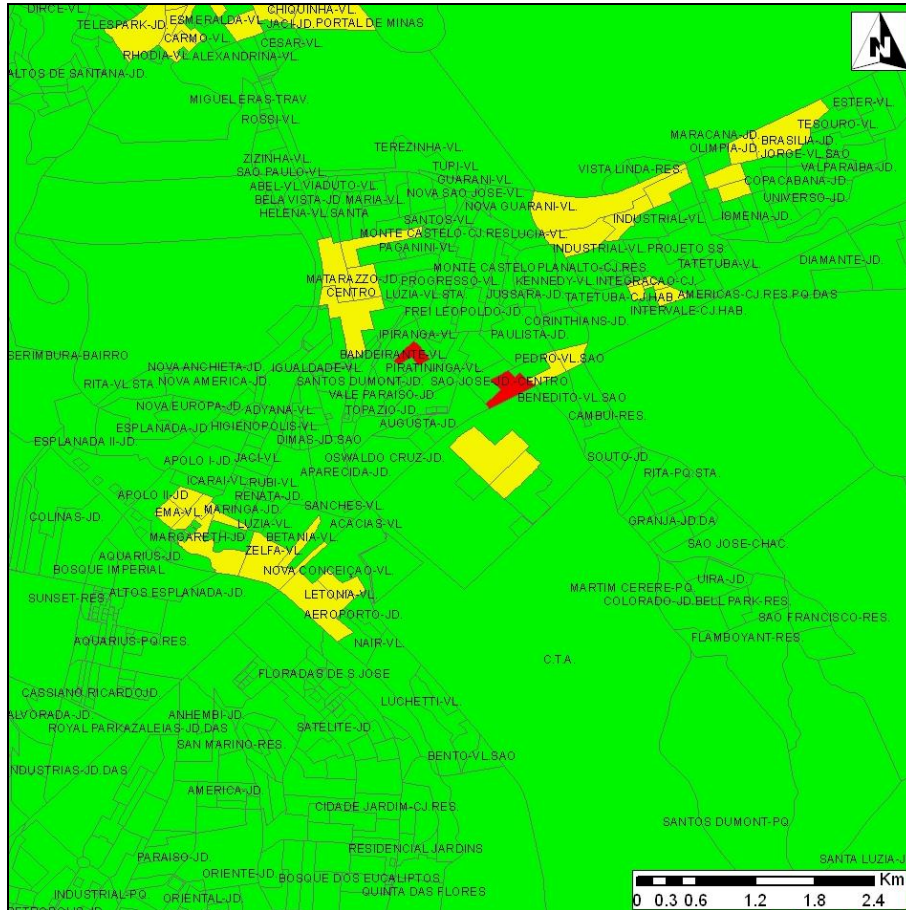 DIRCE-VL.
CHIQUINHA-VL.
TELESPARK-JD.
ESMERALDA-VL.
JACI-JD.
PORTAL DE MINAS
CARMO-VL.
CESAR-VL.
RHODIA-VL.
ALEXANDRINA-VL.
ALTOS DE SANTANA-JD.
N
MIGUEL ERAS-TRAV.
ESTER-VL.
ROSSI-VL.
TESOURO-VL.
MARACANA-JD.
BRASILIA-JD.
TEREZINHA-VL.
OLIMPIA-JD.
JORGE-VL.SAO
ZIZINHA-VL.
TUPI-VL.
VISTA LINDA-RES.
VALPARAIBA-JD.
SAO PAULO-VL.
GUARANI-VL.
COPACABANA-JD.
ABEL-VL.
VIADUTO-VL.
NOVA SAO JOSE-VL.
UNIVERSO-JD.
BELA VISTA-JD.
MARIA-VL.
NOVA GUARANI-VL.
HELENA-VL.SANTA
SANTOS-VL.
INDUSTRIAL-VL.
IGMENIA-JD.
MONTE CASTELO-CJ.RES
LUCIA-VL.
PAGANINI-VL.
INDUSTRIAL-VL.PROJETO SS.
DIAMANTE-JD.
MONTE CASTELO
PLANALTO-CJ.RES.
TATETUBA-VL.
MATARAZZO-JD.
PROGRESSO-VL.
KENNEDY-VL.
INTEGRACAO-CJ.
CENTRO
LUZIA-VL.STA
JUSSARA-JD.
TATETUBA-CJ.HAB.
AMERICAS-CJ.RES.PQ.DAS
FREI LEOPOLDO-JD.
INTERVALE-CJ.HAB.
CORINTHIANS-JD.
IPIRANGA-VL.
PAULISTA-JD.
SERIMBURA-BAIRRO
BANDEIRANTE-VL.
PEDRO-VL.SAO
NOVA ANCHIETA-JD.
IGUALDADE-VL.
PIRATININGA-VL.
RITA-VL.STA.
NOVA AMERICA-JD.
SANTOS DUMONT-JD.
SAO JOSE-JD.-CENTRO
VALE PARAISO-JD.
BENEDITO-VL.SAO
NOVA EUROPA-JD.
ADYANA-VL.
TOPAZIO-JD.
CAMBUI-RES.
ESPLANADA-JD.
HIGIENOPOLIS-VL.
AUGUSTA-JD.
ESPLANADA II-JD.
DIMAS-JD.SAO
APOLO I-JD.
JACI-VL.
OSWALDO CRUZ-JD.
SOUTO-JD.
APARECIDA-JD.
RITA-PQ.STA.
ICARAI-VL.
RUBI-VL.
APOLO II-JD
RENATA-JD.
SANCHES-VL.
COLINAS-JD.
EMA-VL.
MARINGA-JD.
GRANJA-JD.DA
LUZIA-VL.
ACACIAS-VL.
MARGARETH-JD
BETANIA-VL.
SAO JOSE-CHAC.
AQUARIUS-JD.
ZELFA-VL.
BOSQUE IMPERIAL
NOVA CONCEIÇAO-VL.
UIRA-JD.
MARTIM CERERE-PQ.
SUNSET-RES.
ALTOS ESPLANADA-JD.
LETONIA-VL.
COLORADO-JD.
BELL PARK-RES.
AEROPORTO-JD.
SAO FRANCISCO-RES.
AQUARIUS-PQ.RES.
NAIR-VL.
FLAMBOYANT-RES.
C.T.A
FLORADAS DE S.JOSE
CASSIANO RICARDOJD.
LUCHETTI-VL.
ALVORADA-JD.
ANHEMBI-JD.
ROYAL PARK
AZALEIAS-JD.DAS
SATELITE-JD.
SAN MARINO-RES.
BENTO-VL.SAO
INDUSTRIAS-JD.DAS
AMERICA-JD.
CIDADE JARDIM-CJ.RES.
SANTOS DUMONT-PQ.
RESIDENCIAL JARDINS
PARAISO-JD.
SANTA LUZIA-J
ORIENTE-JD.
BOSQUE DOS EUCALIPTOS
INDUSTRIAL-PQ.
ORIENTAL-JD.
QUINTA DAS FLORES
Km
0 0.3 0.6 1.2 1.8 2.4